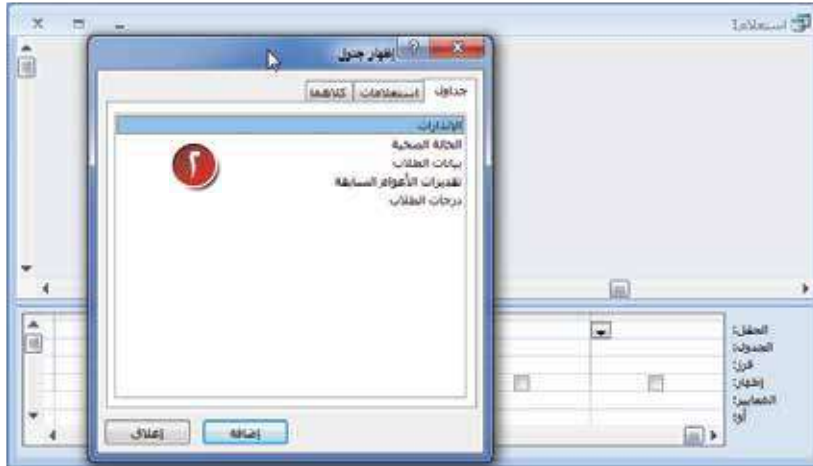 استعلام1
إظهار جدول
جداول استعلامات كلاهما
الإنذارات
الحالة الصحية
بيانات الطلاب
تقديرات الأعوام السابقة
درجات الطلاب
٢
إضافة إغلاق
الحقل:
الجدول:
فرز:
إظهار:
المعايير:
أو: